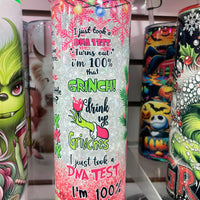 I just took a
DNA TEST
Turns out
i'm 100%
that
GRINCH!
drink
up
Grinches
I just took a
DNA TEST
I'm 100%